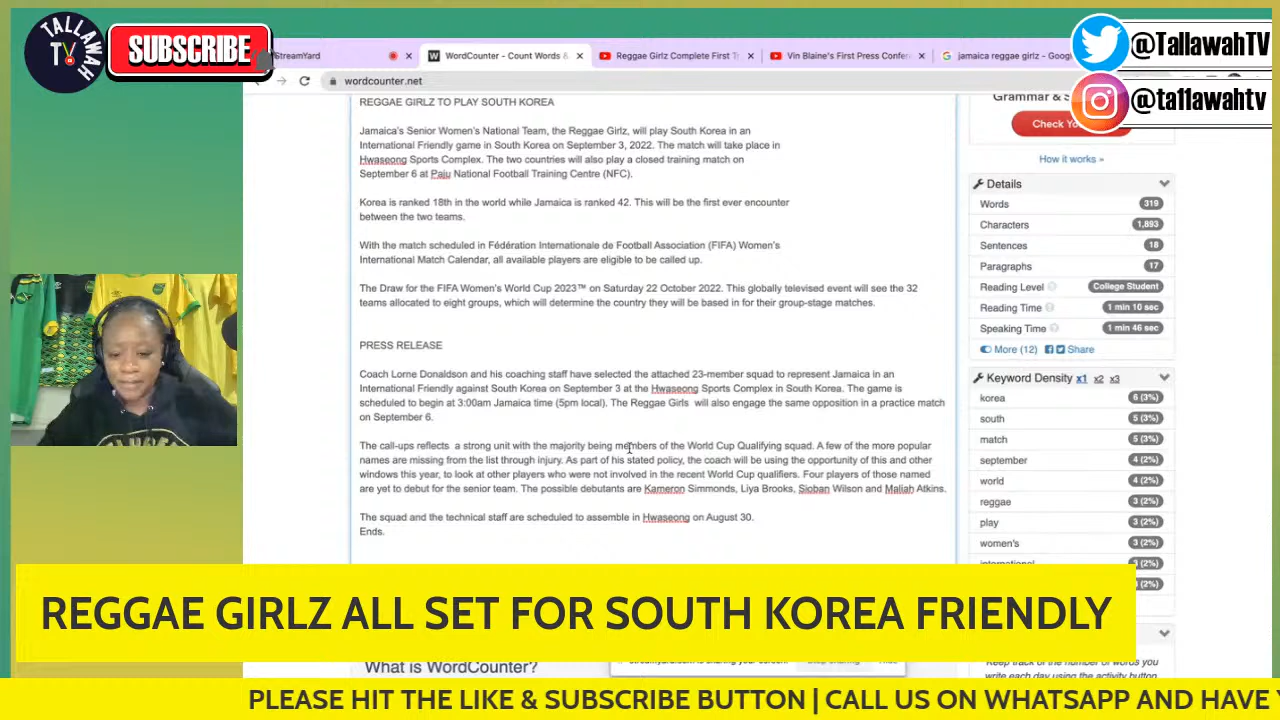 TALLAWAH
TV
SUBSCRIBE
StreamYard
WordCounter - Count Words &
Reggae Girlz Complete First T
Vin Blaine's First Press Confer
jamaica reggae girlz - Goog
@TallawahTV
wordcounter.net
@ta11awahtv
REGGAE GIRLZ TO PLAY SOUTH KOREA
Jamaica's Senior Women's National Team, the Reggae Girlz, will play South Korea in an
International Friendly game in South Korea on September 3, 2022. The match will take place in
Hwaseong Sports Complex. The two countries will also play a closed training match on
September 6 at Paju National Football Training Centre (NFC).
Korea is ranked 18th in the world while Jamaica is ranked 42. This will be the first ever encounter
between the two teams.
With the match scheduled in Fédération Internationale de Football Association (FIFA) Women's
International Match Calendar, all available players are eligible to be called up.
The Draw for the FIFA Women's World Cup 2023™ on Saturday 22 October 2022. This globally televised event will see the 32
teams allocated to eight groups, which will determine the country they will be based in for their group-stage matches.
PRESS RELEASE
Coach Lorne Donaldson and his coaching staff have selected the attached 23-member squad to represent Jamaica in an
International Friendly against South Korea on September 3 at the Hwaseong Sports Complex in South Korea. The game is
scheduled to begin at 3:00am Jamaica time (5pm local). The Reggae Girls will also engage the same opposition in a practice match
on September 6.
The call-ups reflects a strong unit with the majority being members of the World Cup Qualifying squad. A few of the more popular
names are missing from the list through injury. As part of his stated policy, the coach will be using the opportunity of this and other
windows this year, to look at other players who were not involved in the recent World Cup qualifiers. Four players of those named
are yet to debut for the senior team. The possible debutants are Kameron Simmonds, Liya Brooks, Sioban Wilson and Maliah Atkins.
The squad and the technical staff are scheduled to assemble in Hwaseong on August 30.
Ends.
What is WordCounter?
Grammar & S
Check Yo
How it works »
Details
Words 319
Characters 1,893
Sentences 18
Paragraphs 17
Reading Level College Student
Reading Time 1 min 10 sec
Speaking Time 1 min 46 sec
More (12) Share
Keyword Density x1 x2 x3
korea 6 (3%)
south 5 (3%)
match 5 (3%)
september 4 (2%)
world 4 (2%)
reggae 3 (2%)
play 3 (2%)
women's 3 (2%)
international
(2%)
Keep track of the number of words you
write each day using the activity button
REGGAE GIRLZ ALL SET FOR SOUTH KOREA FRIENDLY
PLEASE HIT THE LIKE & SUBSCRIBE BUTTON | CALL US ON WHATSAPP AND HAVE